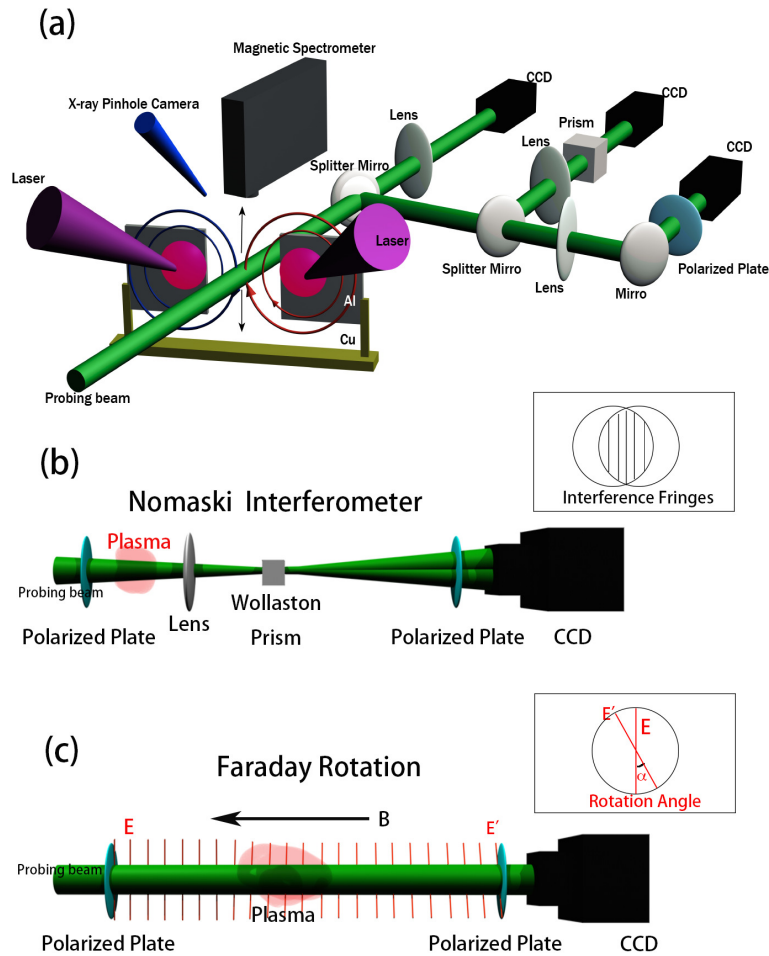 (a)
Magnetic Spectrometer
X-ray Pinhole Camera
CCD
Lens
CCD
Prism
Lens
CCD
Splitter Mirro
Laser
Laser
Splitter Mirro
Lens
Mirro
Polarized Plate
Al
Cu
Probing beam
(b)
Nomaski Interferometer
Interference Fringes
Plasma
Probing beam
Lens
Wollaston
Prism
Polarized Plate
Polarized Plate
CCD
(c)
Faraday Rotation
E′
E
α
Rotation Angle
E
B
E′
Probing beam
Plasma
Polarized Plate
Polarized Plate
CCD